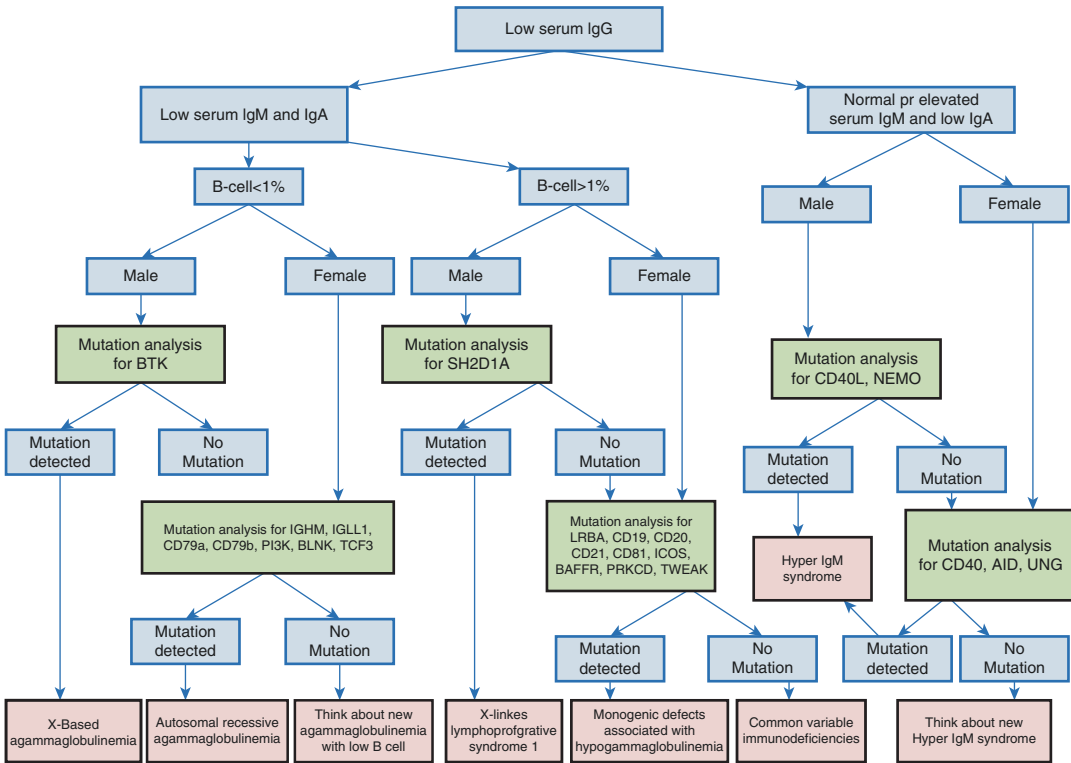 Low serum IgG
Low serum IgM and IgA
Normal pr elevated
serum IgM and low IgA
B-cell<1%
B-cell>1%
Male
Female
Male
Female
Male
Female
Mutation analysis
for BTK
Mutation analysis
for SH2D1A
Mutation analysis
for CD40L, NEMO
Mutation
detected
No
Mutation
Mutation
detected
No
Mutation
Mutation
detected
No
Mutation
Mutation analysis for IGHM, IGLL1,
CD79a, CD79b, PI3K, BLNK, TCF3
Mutation analysis for
LRBA, CD19, CD20,
CD21, CD81, ICOS,
BAFFR, PRKCD, TWEAK
Hyper IgM
syndrome
Mutation analysis
for CD40, AID, UNG
Mutation
detected
No
Mutation
Mutation
detected
No
Mutation
Mutation
detected
No
Mutation
X-Based
agammaglobulinemia
Autosomal recessive
agammaglobulinemia
Think about new
agammaglobulinemia
with low B cell
X-linkes
lymphoprofgrative
syndrome 1
Monogenic defects
associated with
hypogammaglobulinemia
Common variable
immunodeficiencies
Think about new
Hyper IgM syndrome